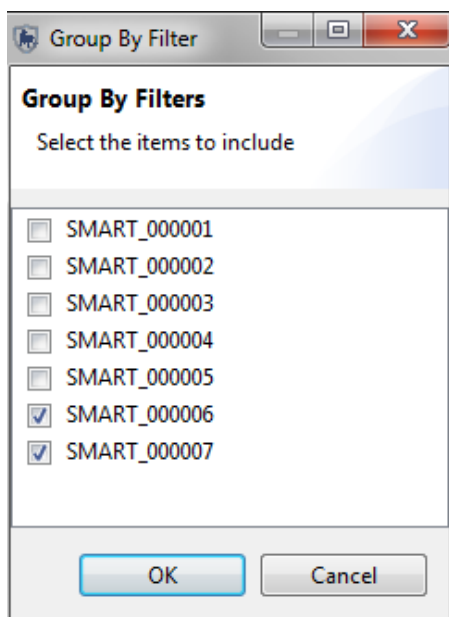 Group By Filter
Group By Filters
Select the items to include
SMART_000001
SMART_000002
SMART_000003
SMART_000004
SMART_000005
SMART_000006
SMART_000007
OK Cancel